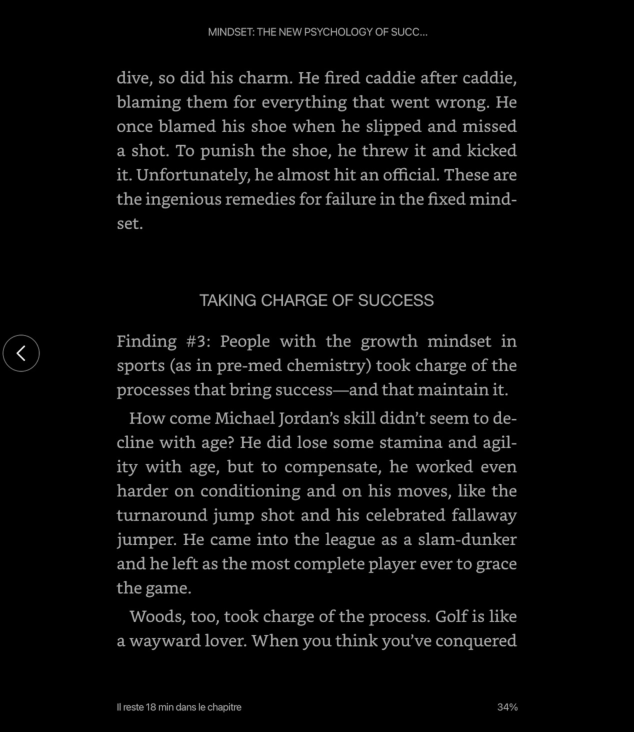 MINDSET: THE NEW PSYCHOLOGY OF SUCC...
dive, so did his charm. He fired caddie after caddie,
blaming them for everything that went wrong. He
once blamed his shoe when he slipped and missed
a shot. To punish the shoe, he threw it and kicked
it. Unfortunately, he almost hit an official. These are
the ingenious remedies for failure in the fixed mind-
set.
TAKING CHARGE OF SUCCESS
Finding #3: People with the growth mindset in
sports (as in pre-med chemistry) took charge of the
processes that bring success—and that maintain it.
How come Michael Jordan’s skill didn’t seem to de-
cline with age? He did lose some stamina and agil-
ity with age, but to compensate, he worked even
harder on conditioning and on his moves, like the
turnaround jump shot and his celebrated fallaway
jumper. He came into the league as a slam-dunker
and he left as the most complete player ever to grace
the game.
Woods, too, took charge of the process. Golf is like
a wayward lover. When you think you’ve conquered
Il reste 18 min dans le chapitre
34%